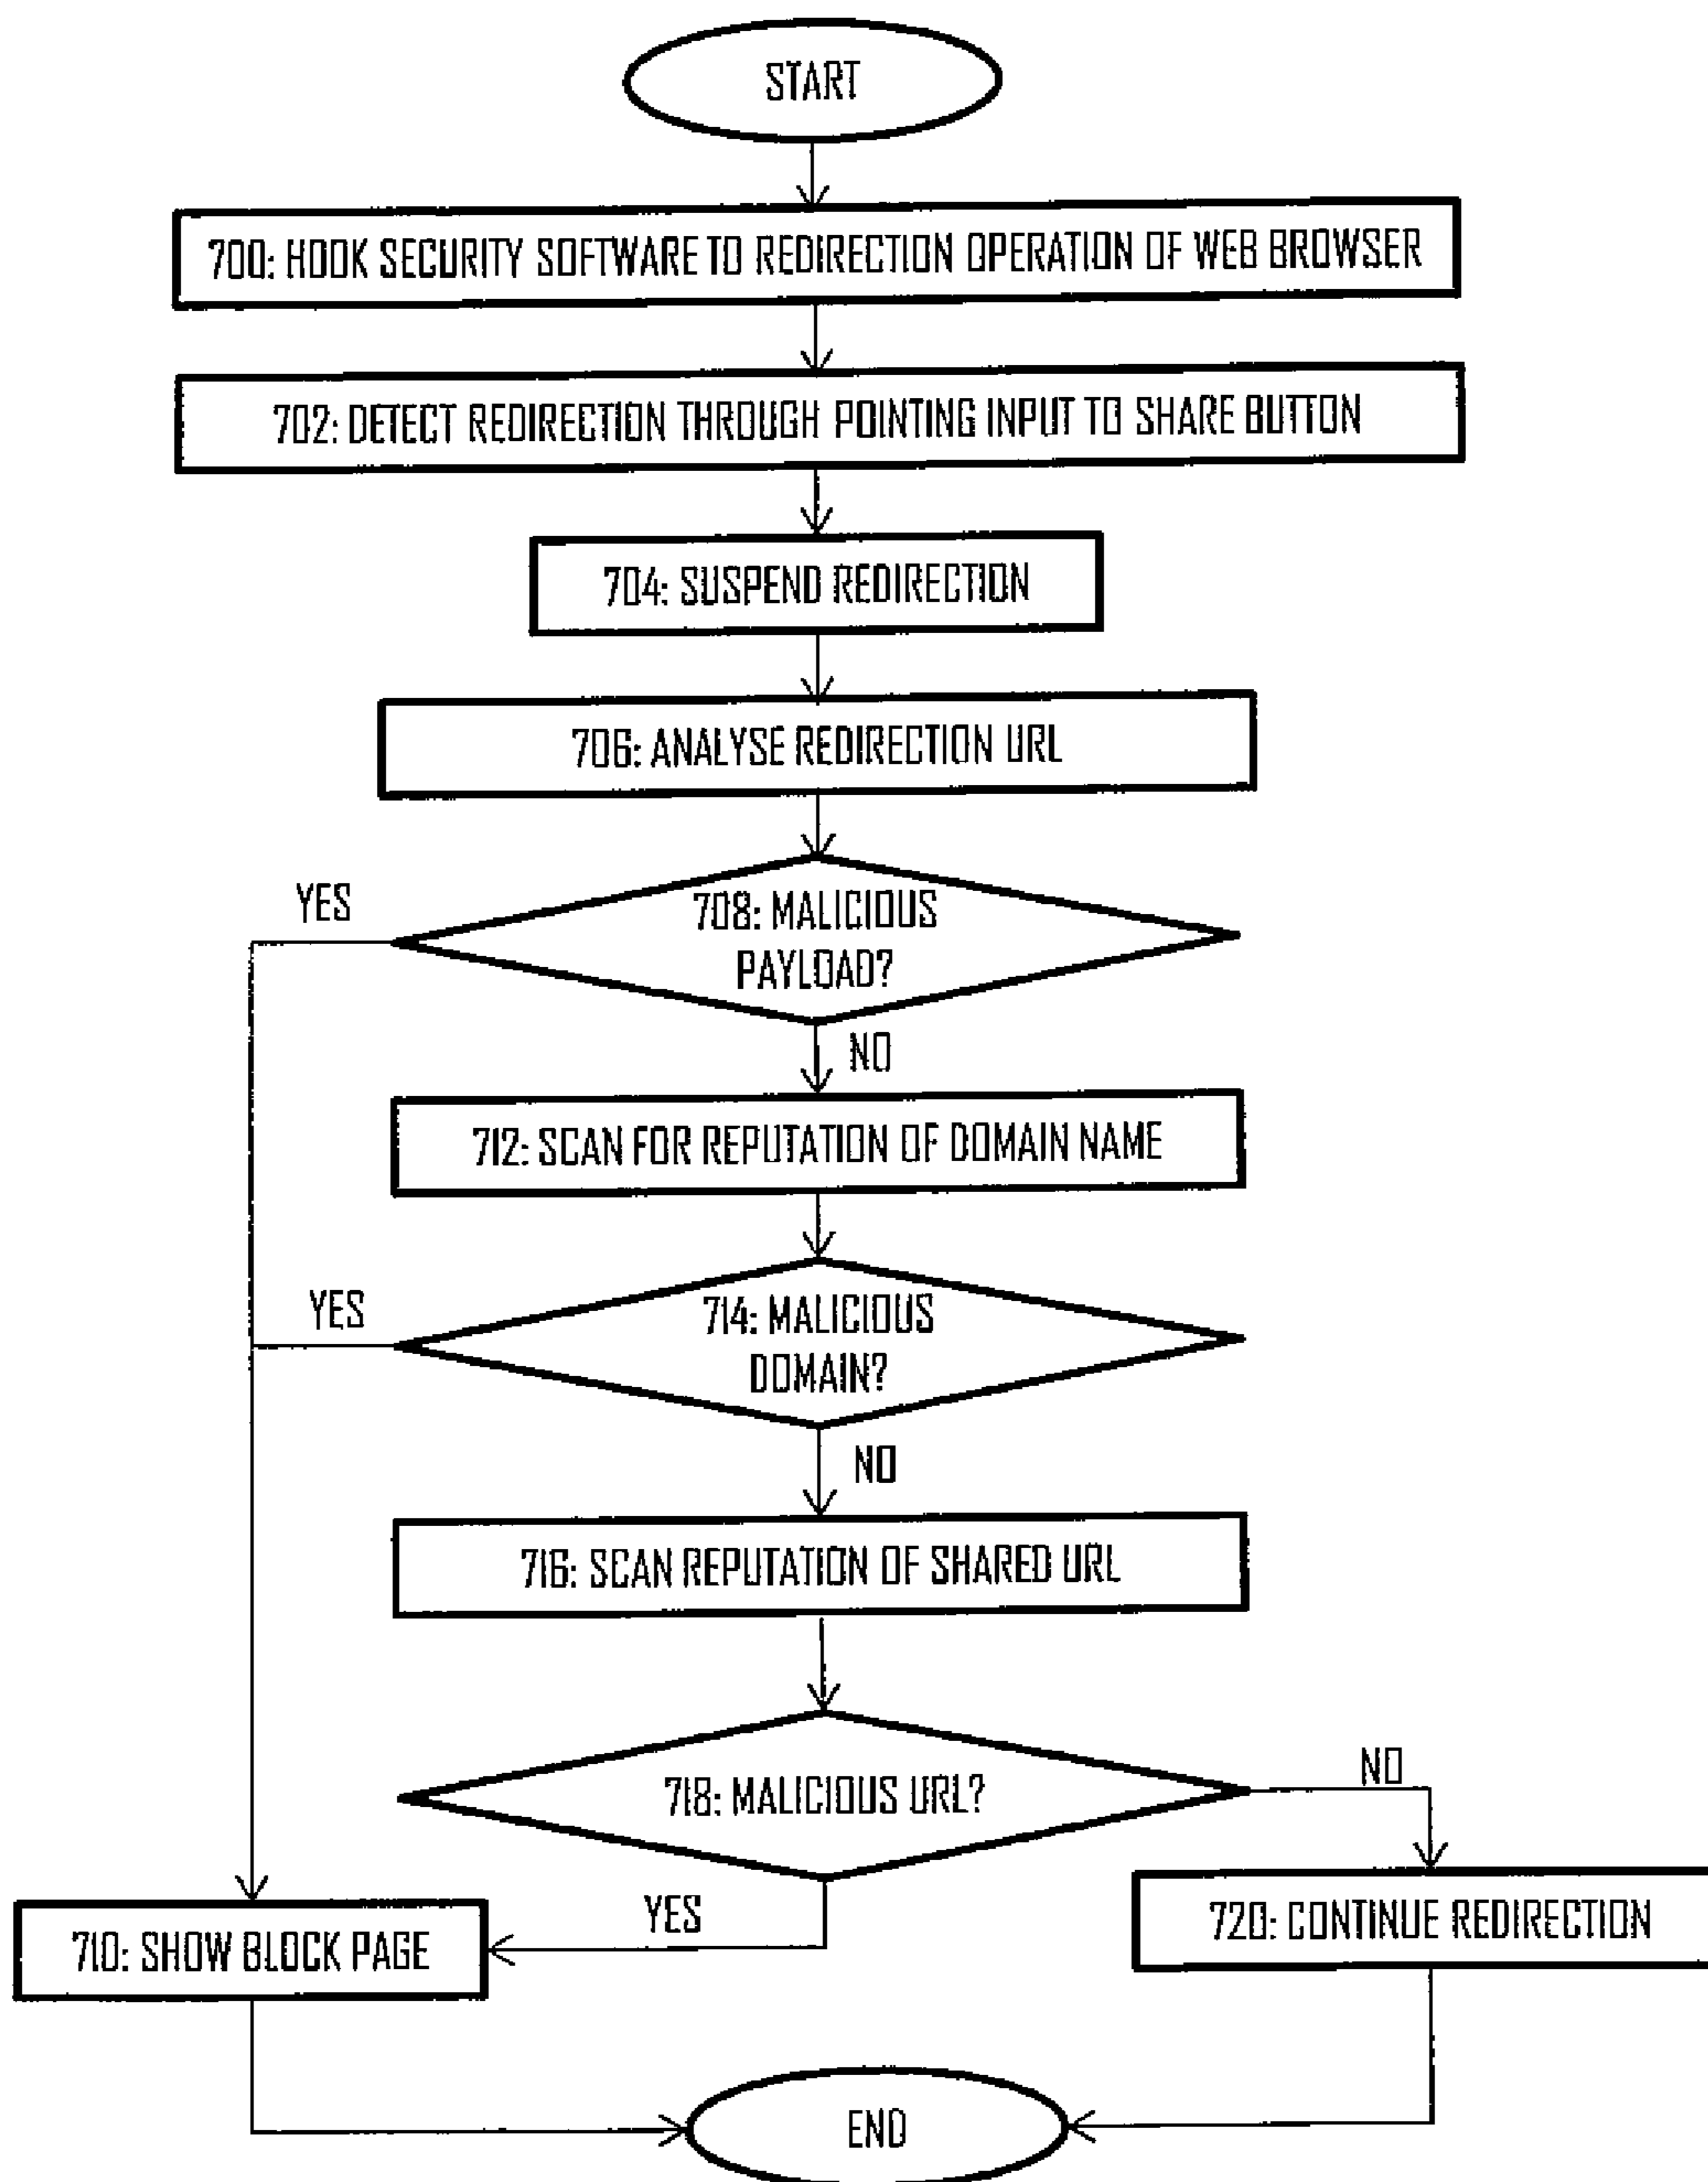 START
700: HOOK SECURITY SOFTWARE TO REDIRECTION OPERATION OF WEB BROWSER
702: DETECT REDIRECTION THROUGH POINTING INPUT TO SHARE BUTTON
704: SUSPEND REDIRECTION
706: ANALYSE REDIRECTION URL
YES
708: MALICIOUS
PAYLOAD?
NO
712: SCAN FOR REPUTATION OF DOMAIN NAME
YES
714: MALICIOUS
DOMAIN?
NO
716: SCAN REPUTATION OF SHARED URL
718: MALICIOUS URL?
NO
YES
710: SHOW BLOCK PAGE
720: CONTINUE REDIRECTION
END